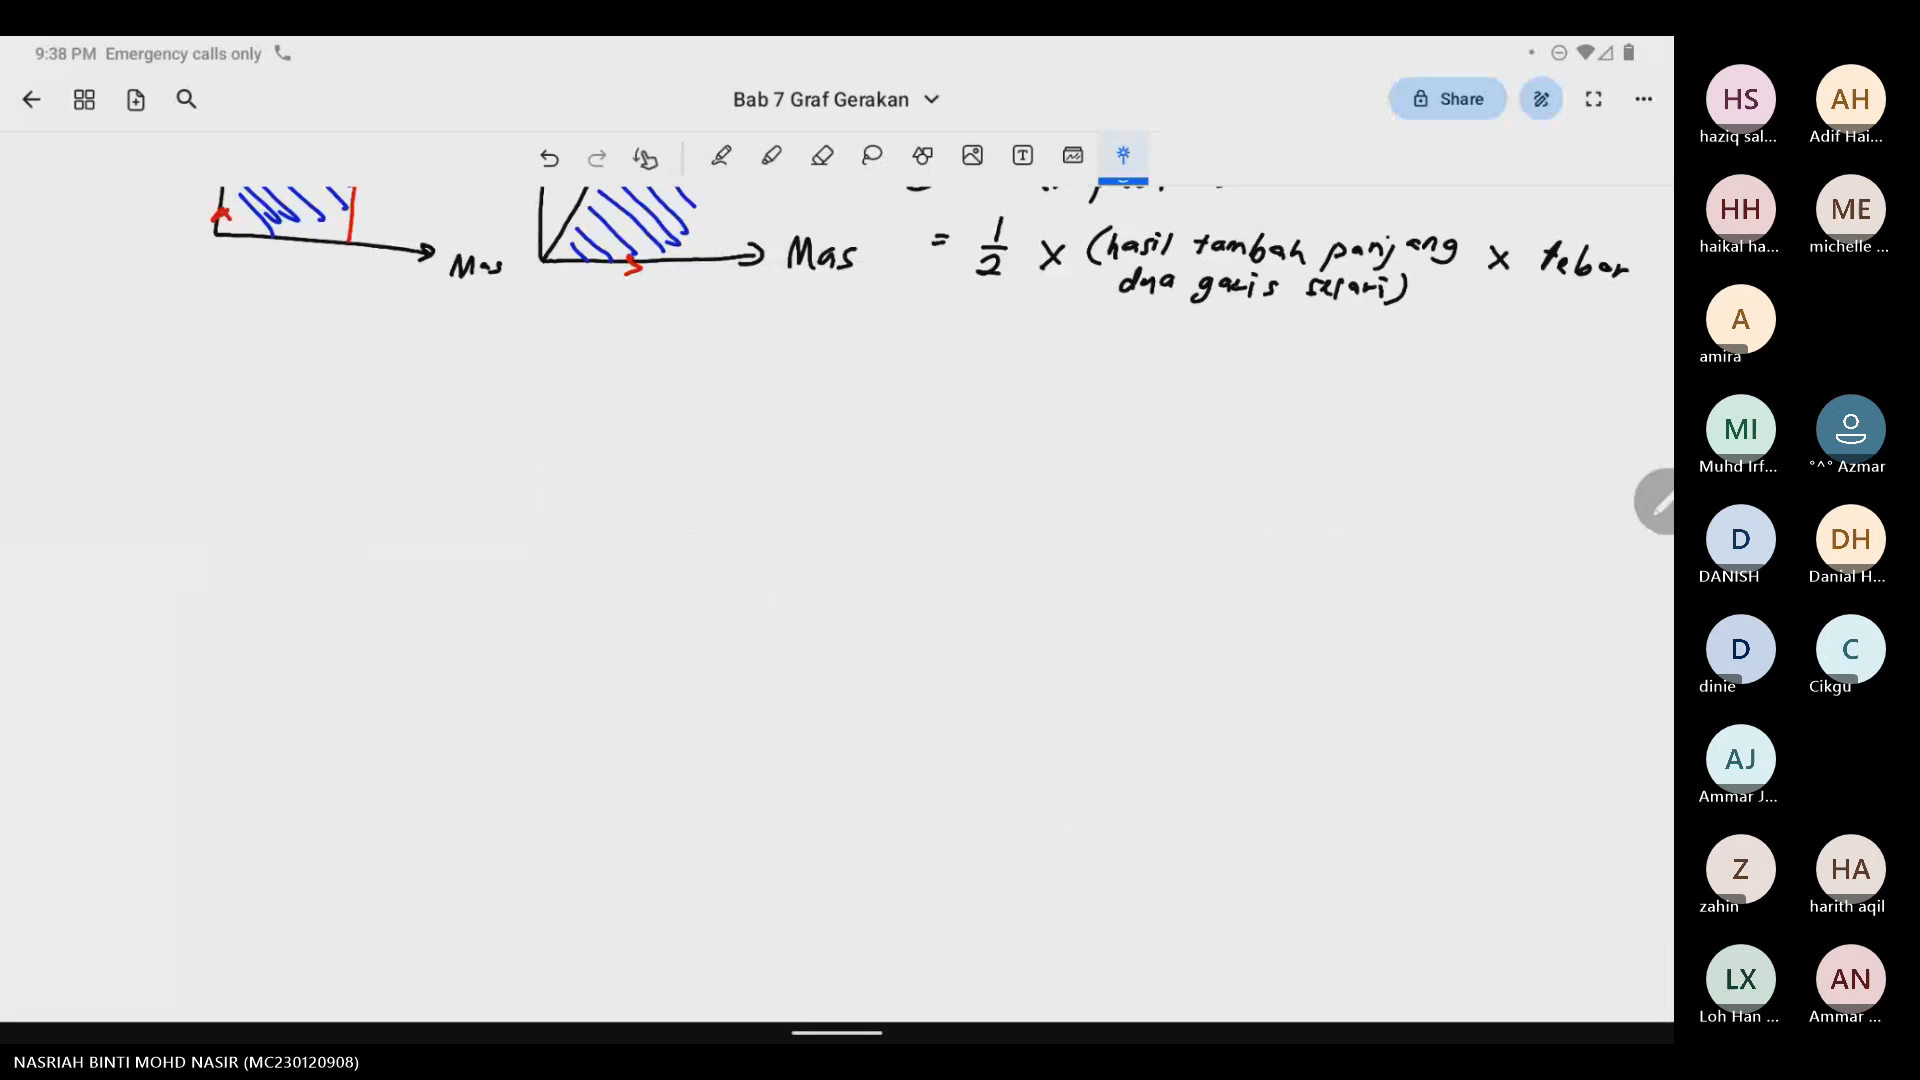 9:38 PM Emergency calls only
Bab 7 Graf Gerakan
Share
Mas
Mas
= 1/2 × (hasil tambah panjang × tebar
dua garis selari)
HS
AH
haziq sal...
Adif Hai...
HH
ME
haikal ha...
michelle ...
A
amira
MI
Muhd Irf...
°^° Azmar
D
DH
DANISH
Danial H...
D
C
dinie
Cikgu
AJ
Ammar J...
Z
HA
zahin
harith aqil
LX
AN
Loh Han ...
Ammar ...
NASRIAH BINTI MOHD NASIR (MC230120908)